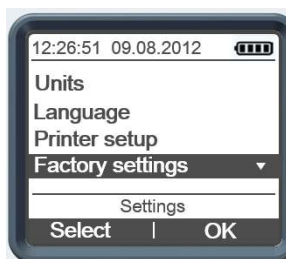 12:26:51 09.08.2012
Units
Language
Printer setup
Factory settings
Settings
Select | OK